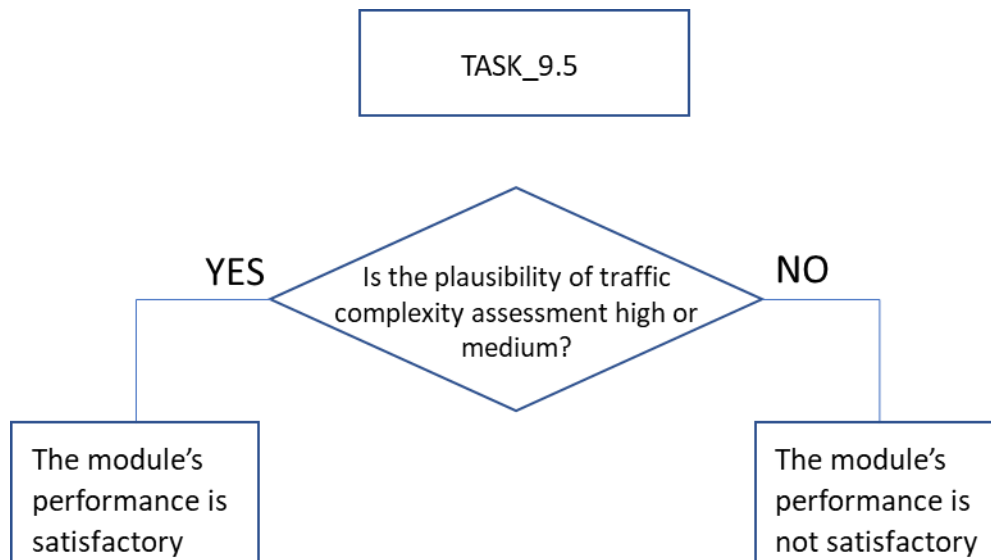 TASK_9.5
YES
NO
Is the plausibility of traffic
complexity assessment high or
medium?
The module’s
performance is
satisfactory
The module’s
performance is
not satisfactory